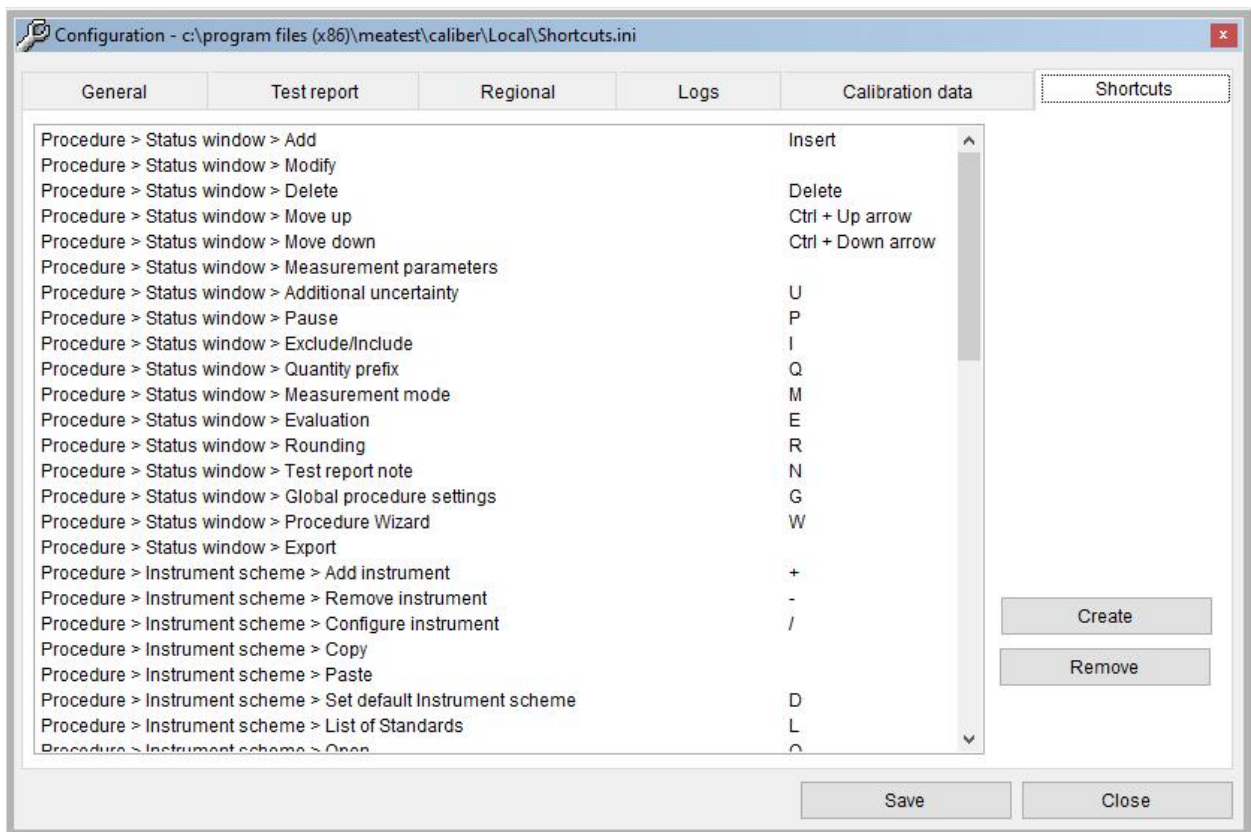 Configuration - c:\program files (x86)\meatest\caliber\Local\Shortcuts.ini
General Test report Regional Logs Calibration data Shortcuts
Procedure > Status window > Add Insert
Procedure > Status window > Modify
Procedure > Status window > Delete Delete
Procedure > Status window > Move up Ctrl + Up arrow
Procedure > Status window > Move down Ctrl + Down arrow
Procedure > Status window > Measurement parameters
Procedure > Status window > Additional uncertainty U
Procedure > Status window > Pause P
Procedure > Status window > Exclude/Include I
Procedure > Status window > Quantity prefix Q
Procedure > Status window > Measurement mode M
Procedure > Status window > Evaluation E
Procedure > Status window > Rounding R
Procedure > Status window > Test report note N
Procedure > Status window > Global procedure settings G
Procedure > Status window > Procedure Wizard W
Procedure > Status window > Export
Procedure > Instrument scheme > Add instrument +
Procedure > Instrument scheme > Remove instrument -
Procedure > Instrument scheme > Configure instrument /
Procedure > Instrument scheme > Copy
Procedure > Instrument scheme > Paste
Procedure > Instrument scheme > Set default Instrument scheme D
Procedure > Instrument scheme > List of Standards L
Procedure > Instrument scheme > Open O
Create
Remove
Save Close